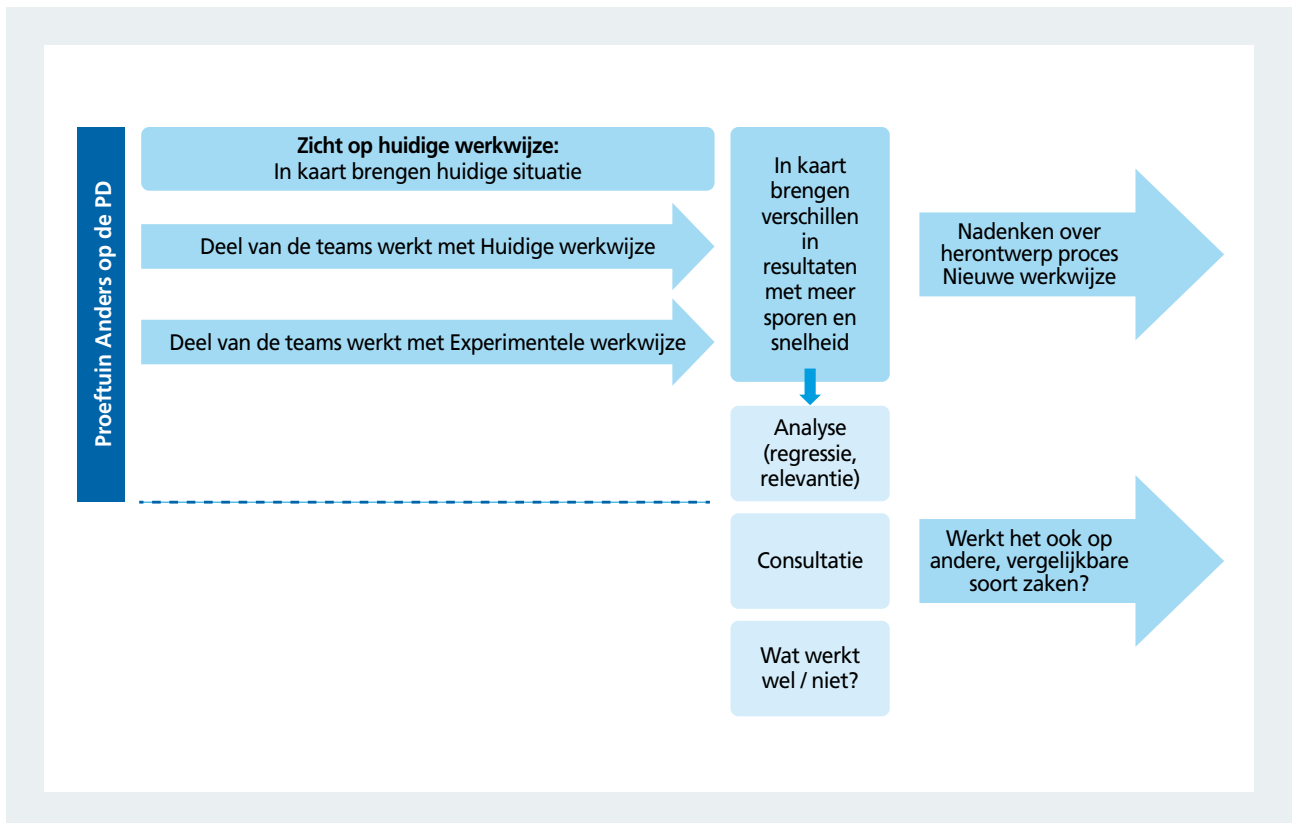 Proeftuin Anders op de PD
Zicht op huidige werkwijze:
In kaart brengen huidige situatie
Deel van de teams werkt met Huidige werkwijze
Deel van de teams werkt met Experimentele werkwijze
In kaart
brengen
verschillen
in
resultaten
met meer
sporen en
snelheid
Analyse
(regressie,
relevantie)
Consultatie
Wat werkt
wel / niet?
Nadenken over
herontwerp proces
Nieuwe werkwijze
Werkt het ook op
andere, vergelijkbare
soort zaken?